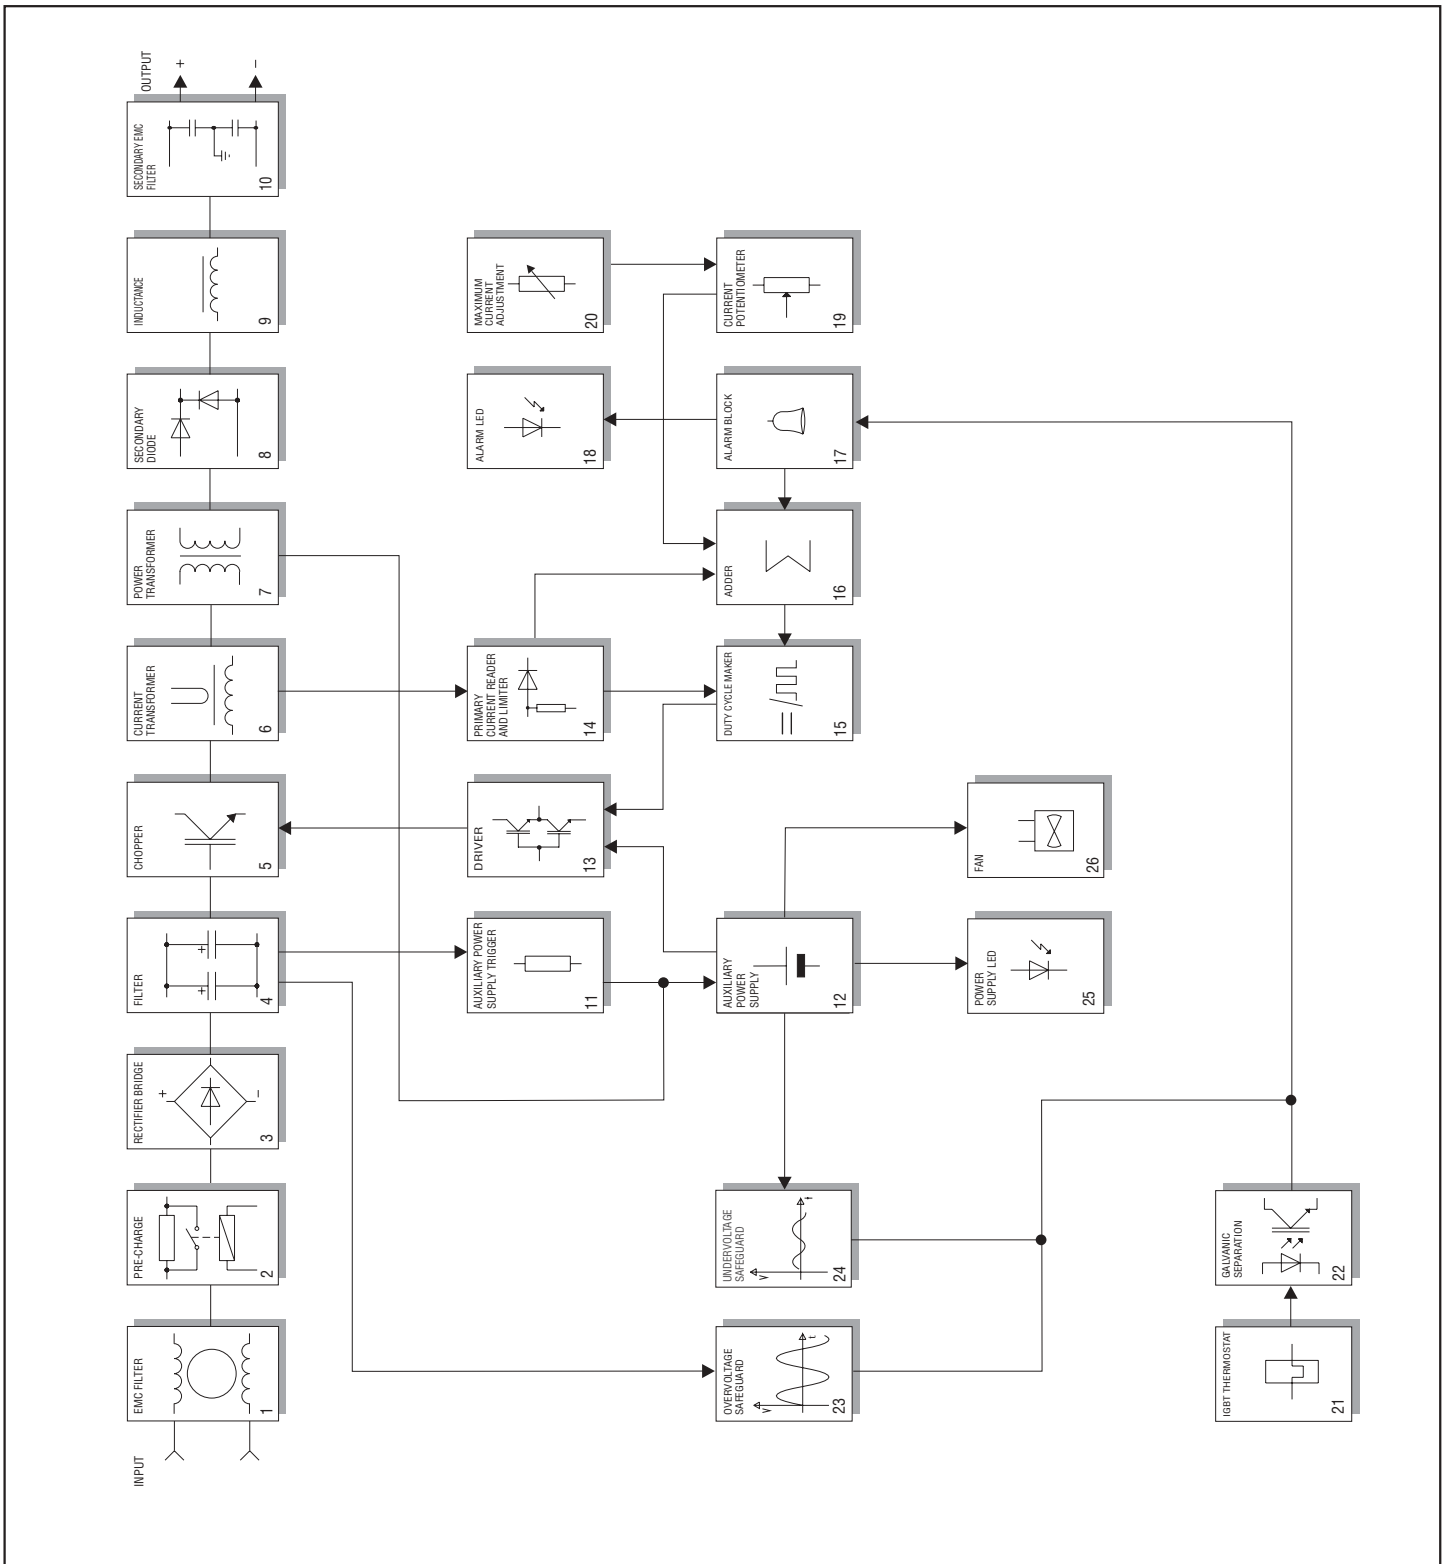 INPUT
EMC FILTER
1
PRE-CHARGE
2
RECTIFIER BRIDGE
+
-
3
FILTER
+
+
4
CHOPPER
5
CURRENT
TRANSFORMER
6
POWER
TRANSFORMER
7
SECONDARY
DIODE
8
INDUCTANCE
9
SECONDARY EMC
FILTER
10
OUTPUT
+
-
AUXILIARY POWER
SUPPLY TRIGGER
11
DRIVER
13
PRIMARY
CURRENT READER
AND LIMITER
14
ALARM LED
18
MAXIMUM
CURRENT
ADJUSTMENT
20
OVERVOLTAGE
SAFEGUARD
V
t
23
UNDERVOLTAGE
SAFEGUARD
V
t
24
AUXILIARY
POWER
SUPPLY
12
DUTY CYCLE MAKER
=
15
ADDER
Σ
16
ALARM BLOCK
17
CURRENT
POTENTIOMETER
19
POWER
SUPPLY LED
25
FAN
26
IGBT THERMOSTAT
21
GALVANIC
SEPARATION
22